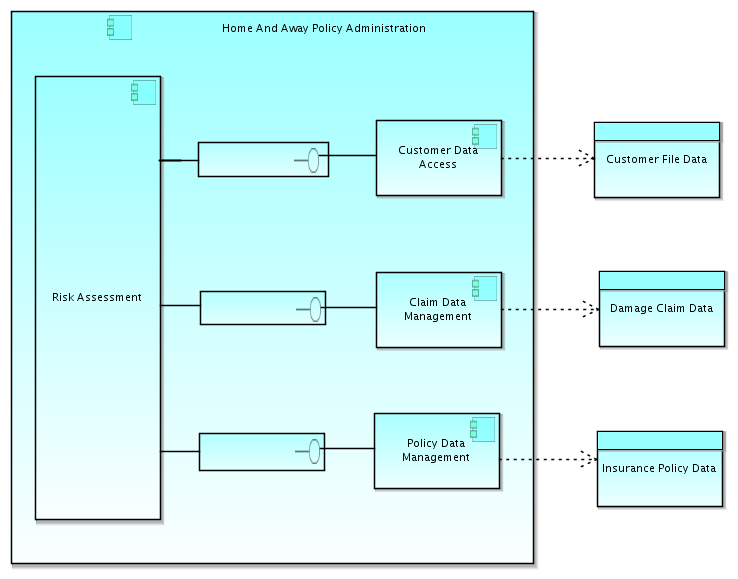 Home And Away Policy Administration
Customer Data
Access
Customer File Data
Risk Assessment
Claim Data
Management
Damage Claim Data
Policy Data
Management
Insurance Policy Data